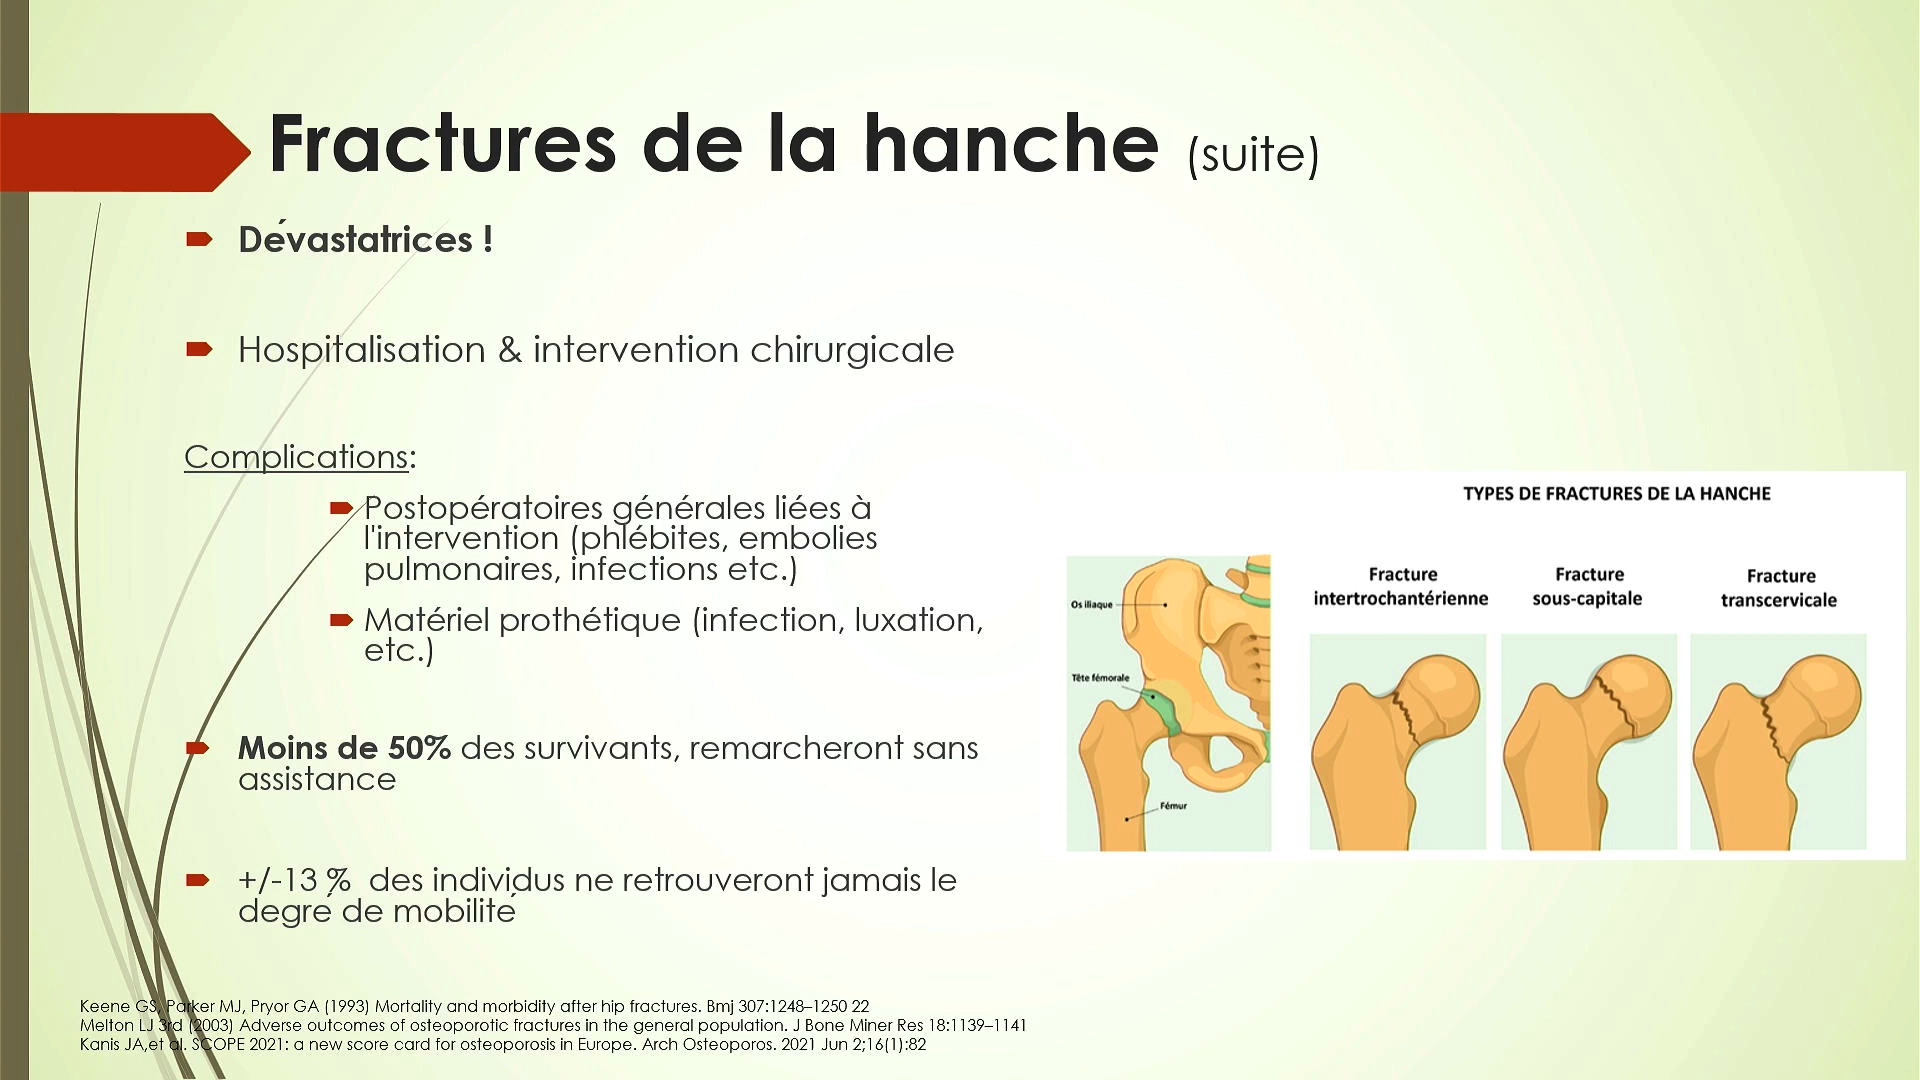 Fractures de la hanche (suite)
Dévastatrices !
Hospitalisation & intervention chirurgicale
Complications:
Postopératoires générales liées à
l'intervention (phlébites, embolies
pulmonaires, infections etc.)
Matériel prothétique (infection, luxation,
etc.)
Moins de 50% des survivants, remarcheront sans
assistance
+/-13 % des individus ne retrouveront jamais le
degré de mobilité
TYPES DE FRACTURES DE LA HANCHE
Os iliaque
Tête fémorale
Fémur
Fracture
intertrochantérienne
Fracture
sous-capitale
Fracture
transcervicale
Keene GS, Parker MJ, Pryor GA (1993) Mortality and morbidity after hip fractures. Bmj 307:1248–1250 22
Melton LJ 3rd (2003) Adverse outcomes of osteoporotic fractures in the general population. J Bone Miner Res 18:1139–1141
Kanis JA,et al. SCOPE 2021: a new score card for osteoporosis in Europe. Arch Osteoporos. 2021 Jun 2;16(1):82